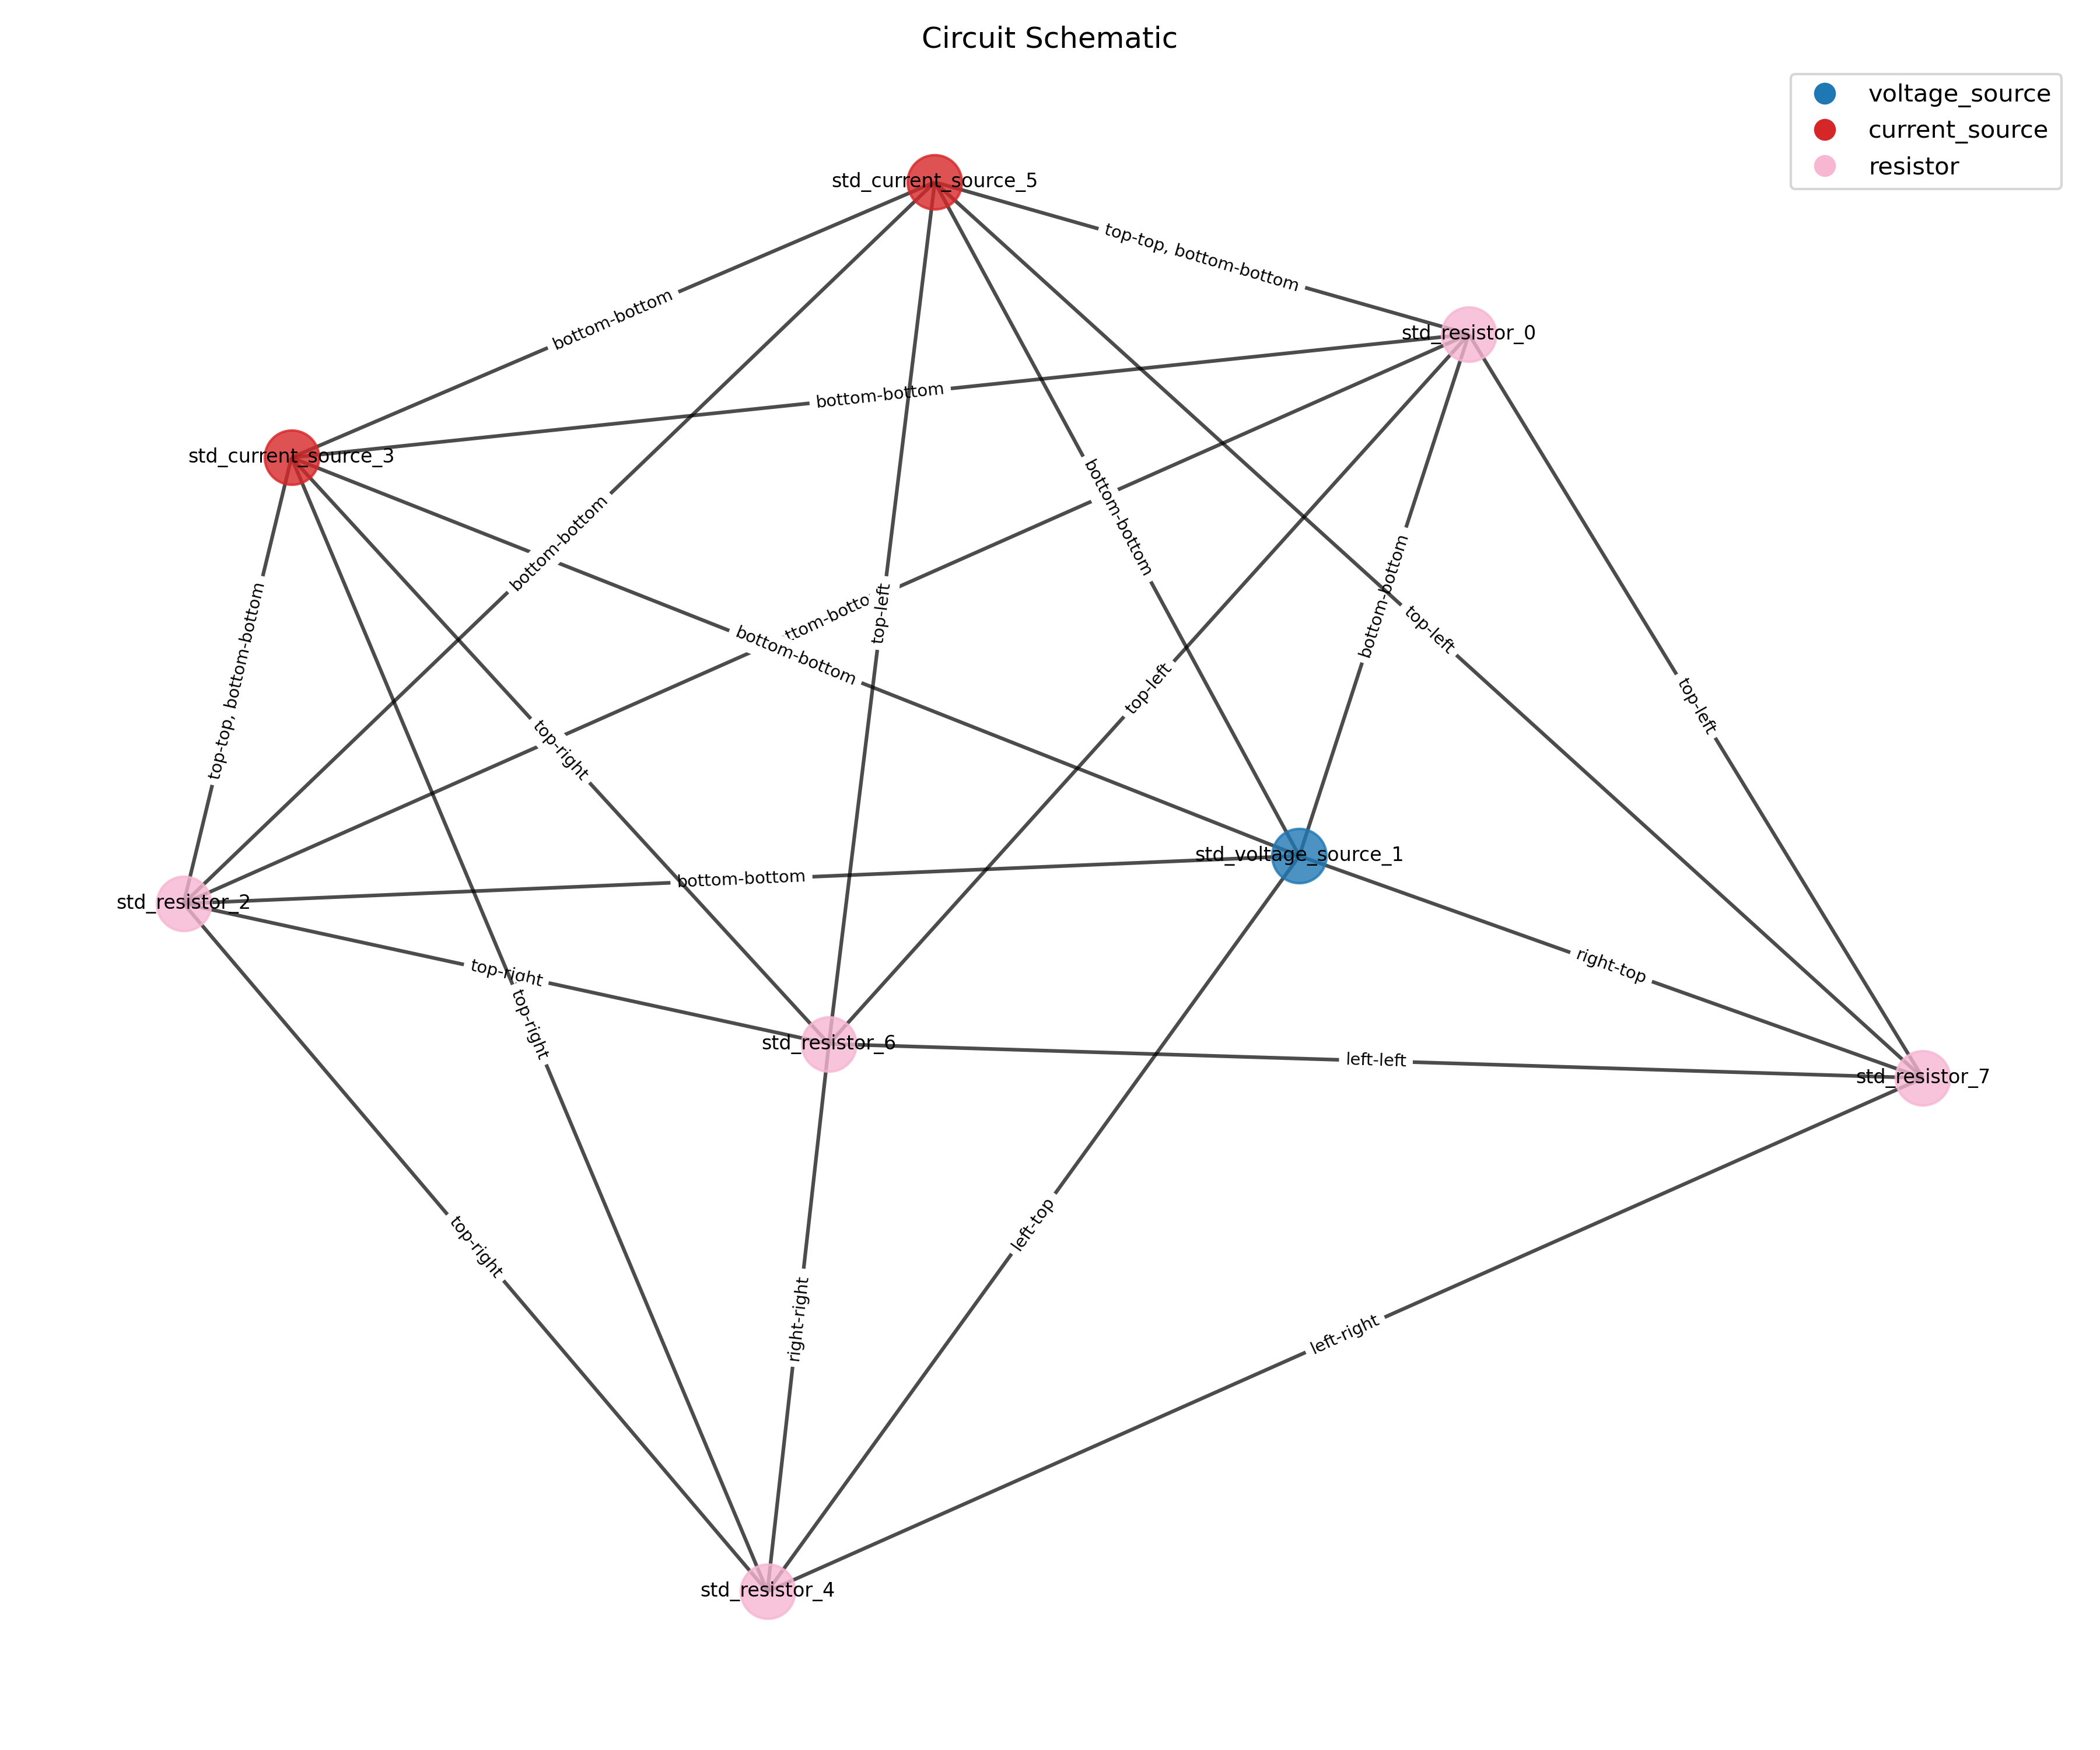 Circuit Schematic
voltage_source
current_source
resistor
std_current_source_5
top-top, bottom-bottom
bottom-bottom
std_resistor_0
bottom-bottom
std_current_source_3
bottom-bottom
bottom-bottom
bottom-bottom
top-left
top-left
bottom-bottom
top-top, bottom-bottom
top-left
top-left
top-right
std_voltage_source_1
bottom-bottom
std_resistor_2
right-top
top-right
top-right
std_resistor_6
left-left
std_resistor_7
left-top
top-right
right-right
left-right
std_resistor_4